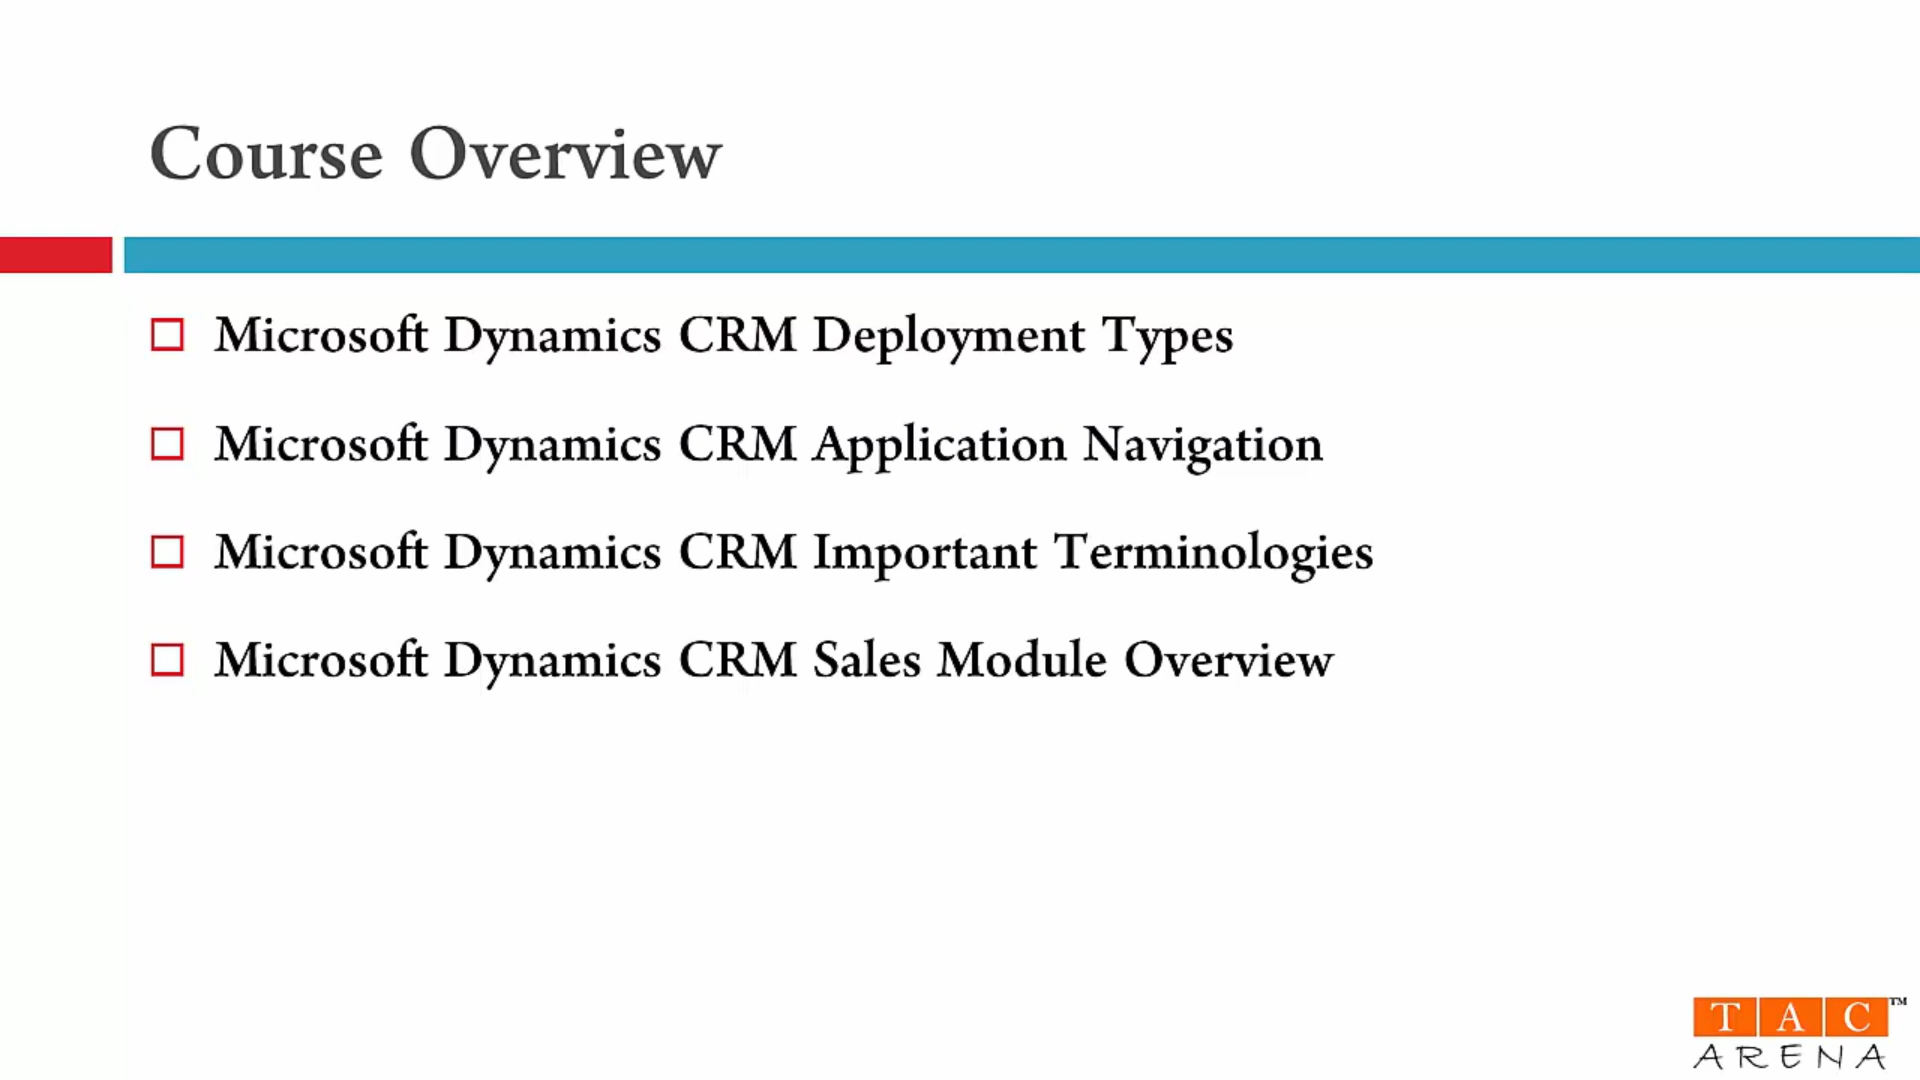 Course Overview
Microsoft Dynamics CRM Deployment Types
Microsoft Dynamics CRM Application Navigation
Microsoft Dynamics CRM Important Terminologies
Microsoft Dynamics CRM Sales Module Overview
TAC™
ARENA